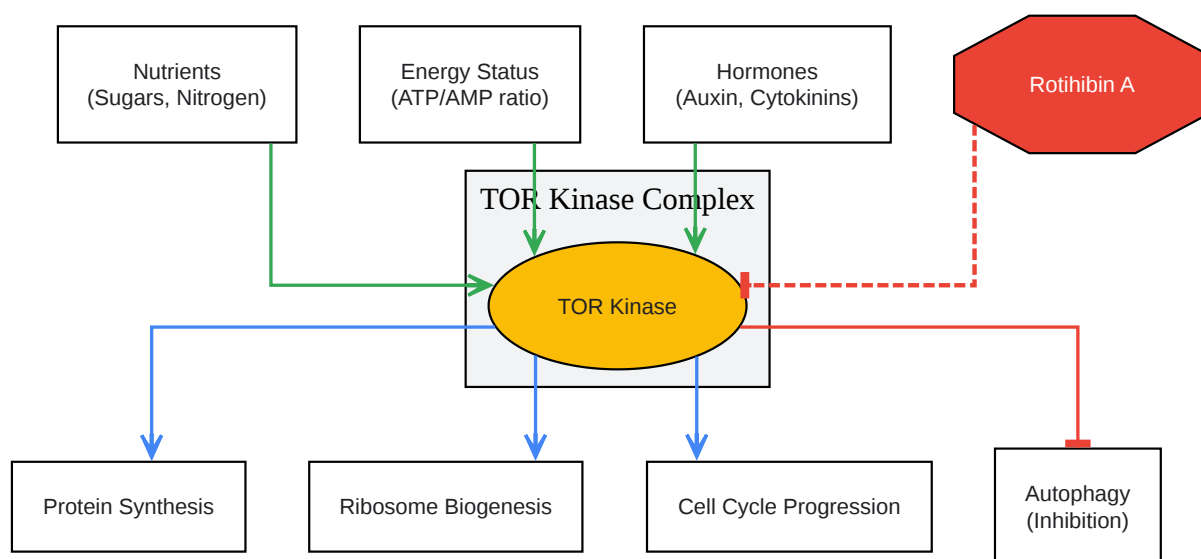 Nutrients
(Sugars, Nitrogen)
Energy Status
(ATP/AMP ratio)
Hormones
(Auxin, Cytokinins)
Rotihibin A
TOR Kinase Complex
TOR Kinase
Protein Synthesis
Ribosome Biogenesis
Cell Cycle Progression
Autophagy
(Inhibition)